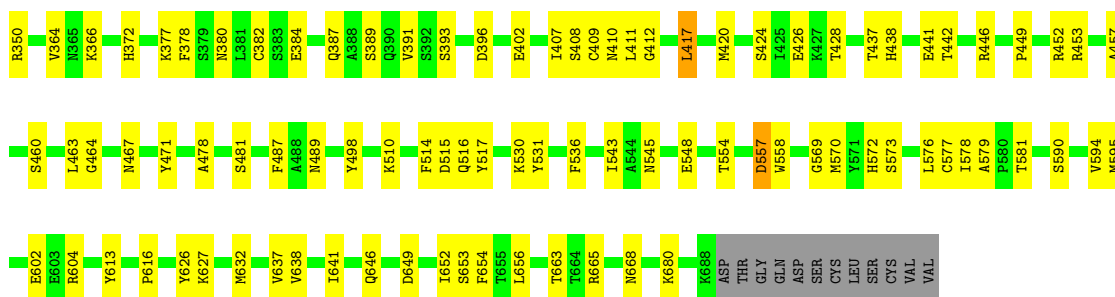 R350 V364 N365 K366 H372 K377 F378 S379 N380 L381 C382 S383 E384 Q387 A388 S389 Q390 V391 S392 S393 D396 E402 I407 S408 C409 N410 L411 G412 L417 M420 S424 I425 E426 K427 T428 T437 H438 E441 T442 R446 P449 R452 R453 A457
S460 L463 G464 N467 Y471 A478 S481 F487 A488 N489 Y498 K510 F514 D515 Q516 Y517 K530 Y531 F536 I543 A544 N545 E548 T554 D557 W558 G569 M570 Y571 H572 S573 L576 C577 I578 A579 P580 T581 S590 V594 M595
E602 E603 R604 Y613 P616 Y626 K627 M632 V637 V638 I641 Q646 D649 I652 S653 F654 T655 L656 T663 T664 R665 N668 K680 K688 ASP THR GLY GLN ASP SER CYS LEU SER CYS VAL VAL